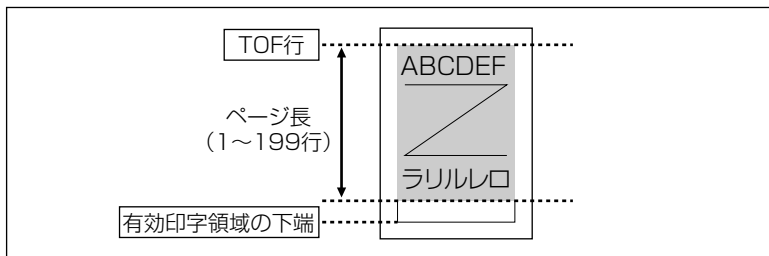 TOF行
ABCDEF
ページ長
（1～199行）
ラリルレロ
有効印字領域の下端